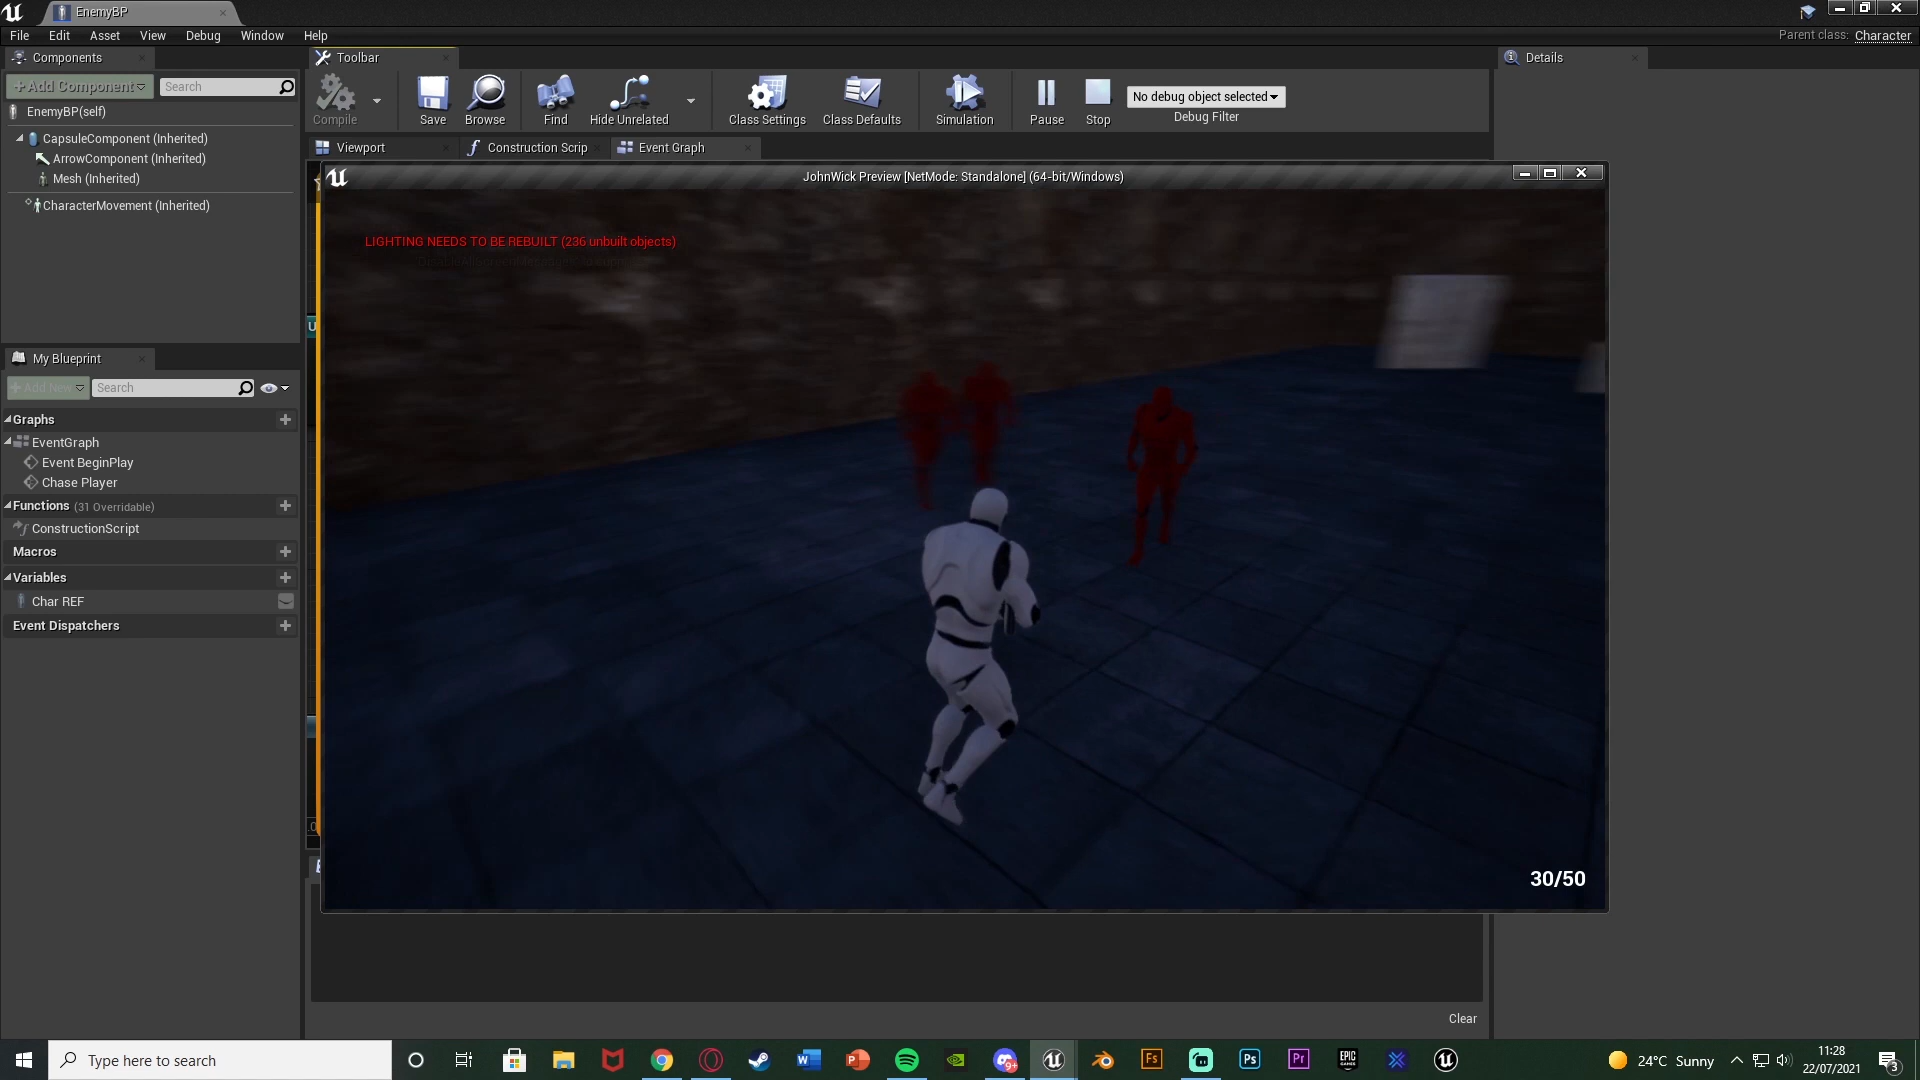 EnemyBP
File Edit Asset View Debug Window Help
Parent class: Character
Components
Toolbar
Details
+Add Component
Search
EnemyBP(self)
CapsuleComponent (Inherited)
ArrowComponent (Inherited)
Mesh (Inherited)
CharacterMovement (Inherited)
Compile
Save
Browse
Find
Hide Unrelated
Class Settings
Class Defaults
Simulation
Pause
Stop
No debug object selected
Debug Filter
Viewport
Construction Scrip
Event Graph
JohnWick Preview [NetMode: Standalone] (64-bit/Windows)
LIGHTING NEEDS TO BE REBUILT (236 unbuilt objects)
30/50
My Blueprint
+Add New
Search
Graphs
EventGraph
Event BeginPlay
Chase Player
Functions (31 Overridable)
ConstructionScript
Macros
Variables
Char REF
Event Dispatchers
Clear
Type here to search
24°C Sunny
11:28
22/07/2021
3